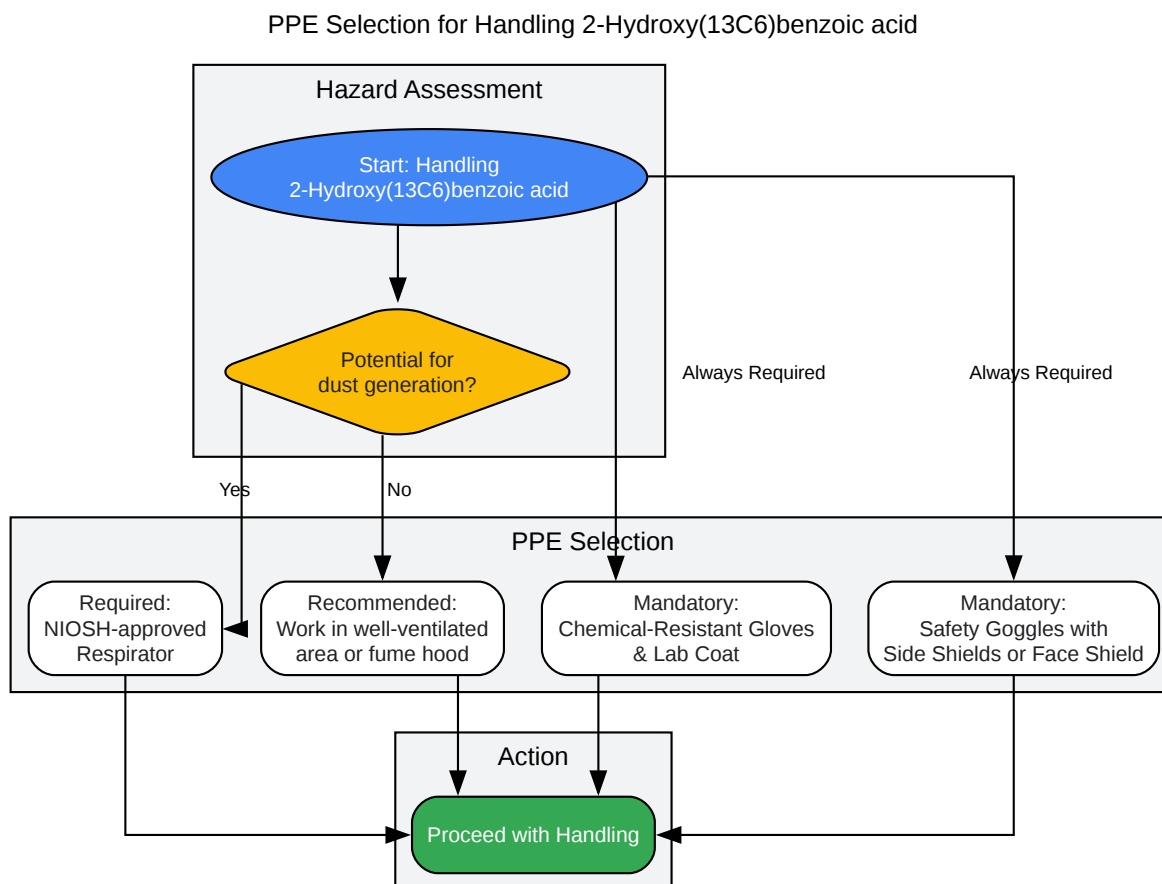 PPE Selection for Handling 2-Hydroxy(13C6)benzoic acid
Hazard Assessment
Start: Handling
2-Hydroxy(13C6)benzoic acid
Potential for
dust generation?
Always Required
Always Required
Yes
No
PPE Selection
Required:
NIOSH-approved
Respirator
Recommended:
Work in well-ventilated
area or fume hood
Mandatory:
Chemical-Resistant Gloves
& Lab Coat
Mandatory:
Safety Goggles with
Side Shields or Face Shield
Action
Proceed with Handling